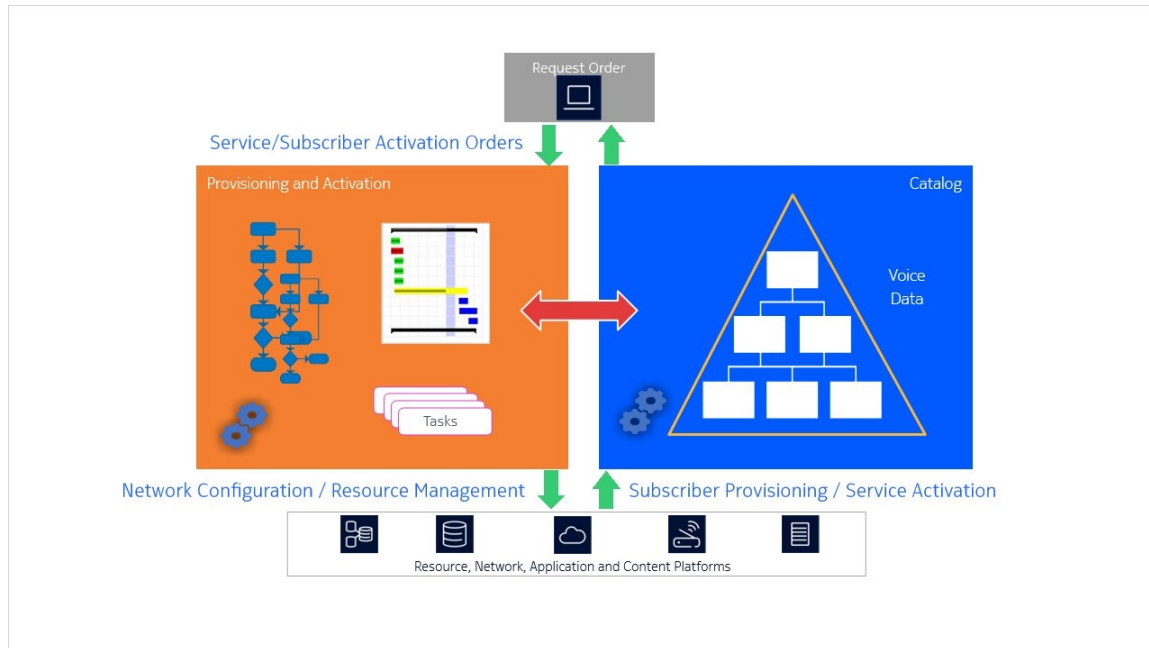 Request Order
Service/Subscriber Activation Orders
Provisioning and Activation
Catalog
Voice
Data
Tasks
Network Configuration / Resource Management
Subscriber Provisioning / Service Activation
Resource, Network, Application and Content Platforms